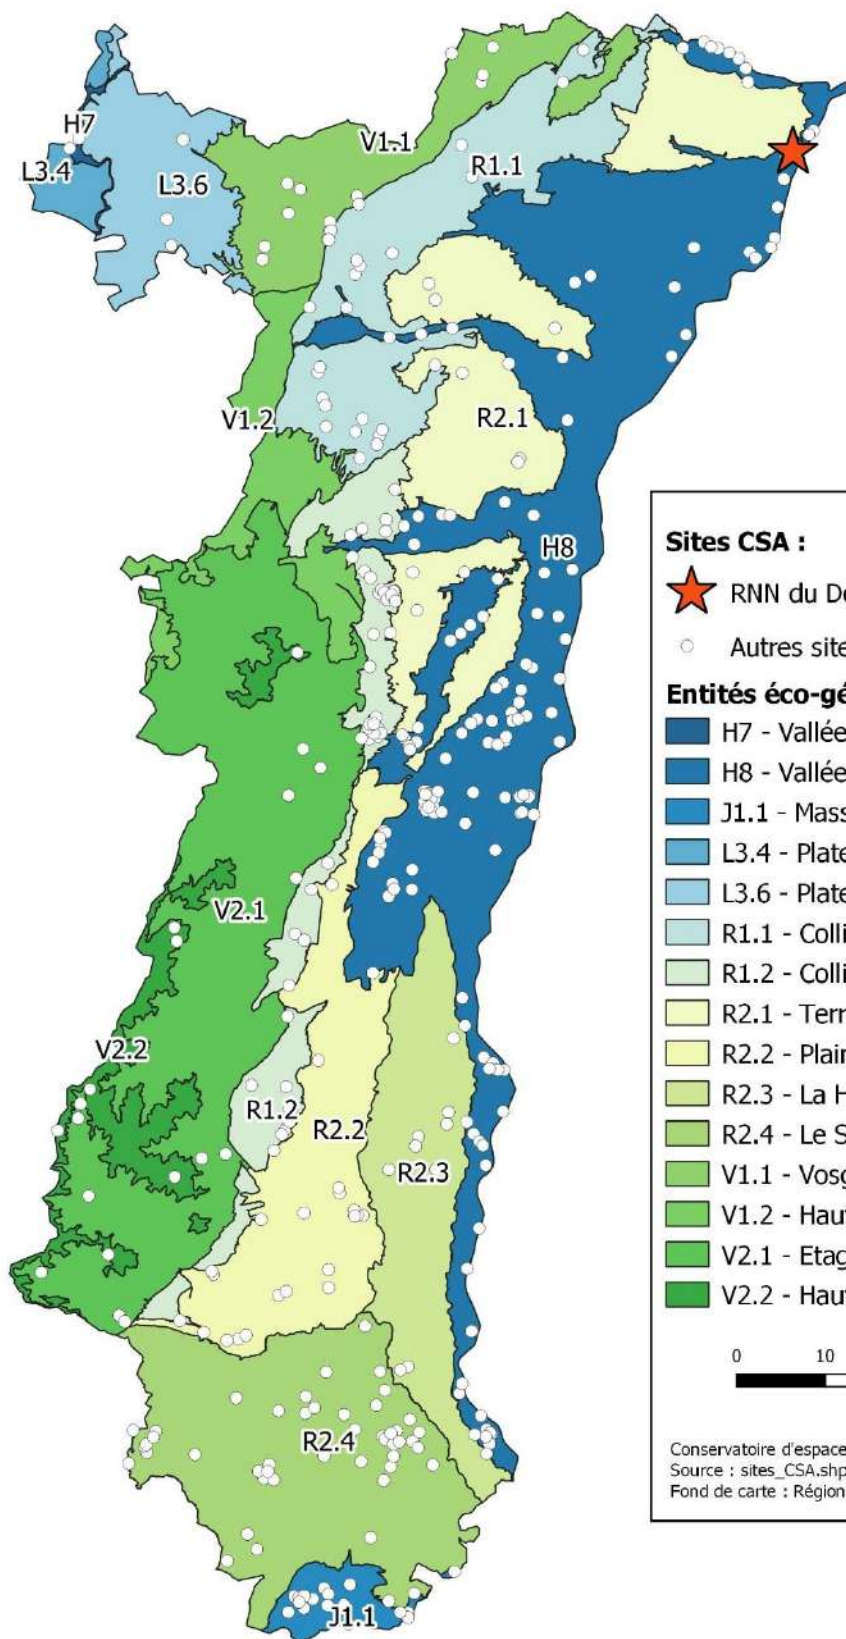 H7
V1.1
R1.1
L3.4
L3.6
V1.2
R2.1
H8
V2.1
V2.2
R1.2
R2.2
R2.3
R2.4
J1.1
Sites CSA :
RNN du De
Autres site
Entités éco-gé
H7 - Vallée
H8 - Vallée
J1.1 - Mass
L3.4 - Plate
L3.6 - Plate
R1.1 - Colli
R1.2 - Colli
R2.1 - Terr
R2.2 - Plain
R2.3 - La H
R2.4 - Le S
V1.1 - Vosg
V1.2 - Haut
V2.1 - Etag
V2.2 - Haut
0 10
Conservatoire d'espace
Source : sites_CSA.shp
Fond de carte : Région